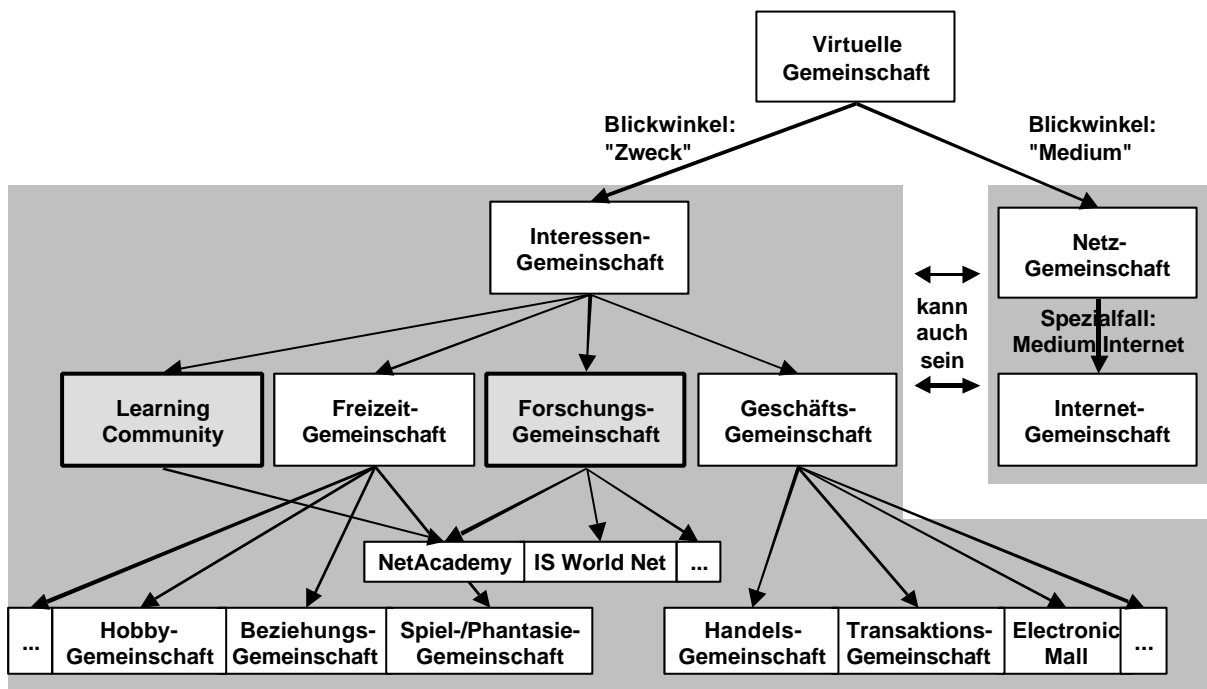 Virtuelle
Gemeinschaft
Blickwinkel:
"Zweck"
Blickwinkel:
"Medium"
Interessen-
Gemeinschaft
Netz-
Gemeinschaft
kann
auch
sein
Spezialfall:
Medium Internet
Learning
Community
Freizeit-
Gemeinschaft
Forschungs-
Gemeinschaft
Geschäfts-
Gemeinschaft
Internet-
Gemeinschaft
NetAcademy
IS World Net
...
...
Hobby-
Gemeinschaft
Beziehungs-
Gemeinschaft
Spiel-/Phantasie-
Gemeinschaft
Handels-
Gemeinschaft
Transaktions-
Gemeinschaft
Electronic
Mall
...